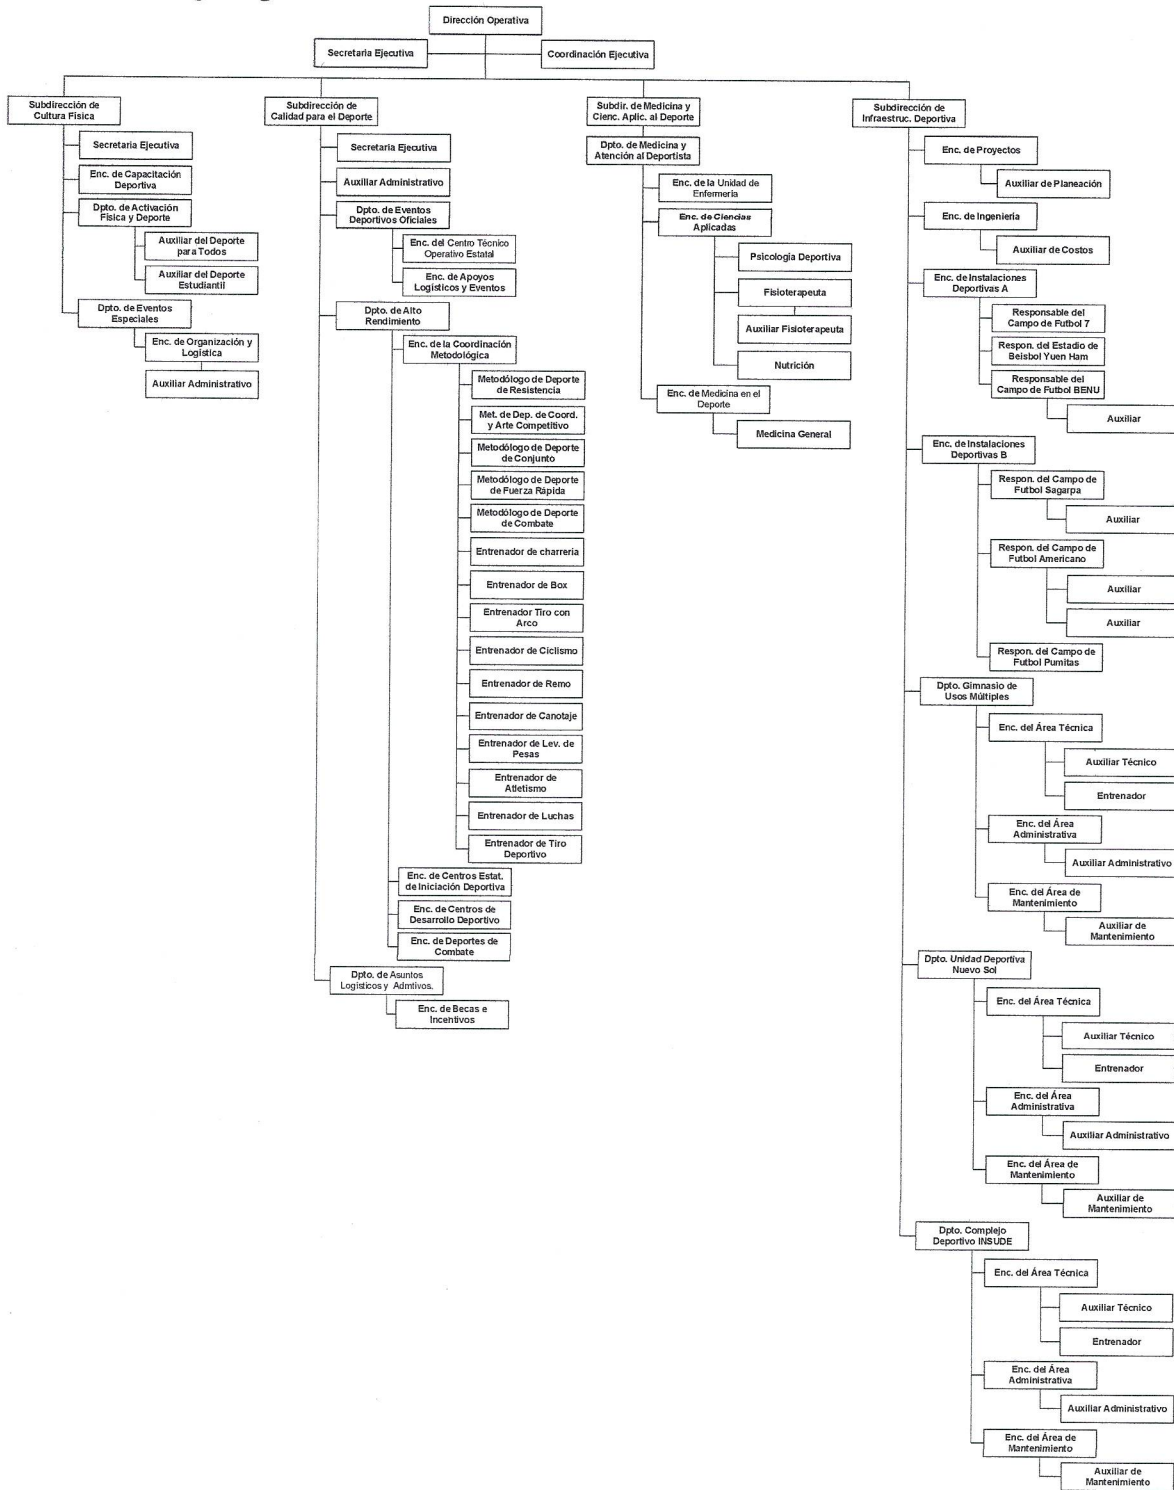 Dirección Operativa
Secretaria Ejecutiva
Coordinación Ejecutiva
Subdirección de
Cultura Física
Secretaria Ejecutiva
Enc. de Capacitación
Deportiva
Dpto. de Activación
Física y Deporte
Auxiliar del Deporte
para Todos
Auxiliar del Deporte
Estudiantil
Dpto. de Eventos
Especiales
Enc. de Organización y
Logística
Auxiliar Administrativo
Subdirección de
Calidad para el Deporte
Secretaria Ejecutiva
Auxiliar Administrativo
Dpto. de Eventos
Deportivos Oficiales
Enc. del Centro Técnico
Operativo Estatal
Enc. de Apoyos
Logísticos y Eventos
Dpto. de Alto
Rendimiento
Enc. de la Coordinación
Metodológica
Metodólogo de Deporte
de Resistencia
Met. de Dep. de Coord.
y Arte Competitivo
Metodólogo de Deporte
de Conjunto
Metodólogo de Deporte
de Fuerza Rápida
Metodólogo de Deporte
de Combate
Entrenador de charrería
Entrenador de Box
Entrenador Tiro con
Arco
Entrenador de Ciclismo
Entrenador de Remo
Entrenador de Canotaje
Entrenador de Lev. de
Pesas
Entrenador de
Atletismo
Entrenador de Luchas
Entrenador de Tiro
Deportivo
Enc. de Centros Estat.
de Iniciación Deportiva
Enc. de Centros de
Desarrollo Deportivo
Enc. de Deportes de
Combate
Dpto. de Asuntos
Logísticos y Admtivos.
Enc. de Becas e
Incentivos
Subdir. de Medicina y
Cienc. Aplic. al Deporte
Dpto. de Medicina y
Atención al Deportista
Enc. de la Unidad de
Enfermería
Enc. de Ciencias
Aplicadas
Psicología Deportiva
Fisioterapeuta
Auxiliar Fisioterapeuta
Nutrición
Enc. de Medicina en el
Deporte
Medicina General
Subdirección de
Infraestruc. Deportiva
Enc. de Proyectos
Auxiliar de Planeación
Enc. de Ingeniería
Auxiliar de Costos
Enc. de Instalaciones
Deportivas A
Responsable del
Campo de Futbol 7
Respon. del Estadio de
Beisbol Yuen Ham
Responsable del
Campo de Futbol BENU
Auxiliar
Enc. de Instalaciones
Deportivas B
Respon. del Campo de
Futbol Sagarpa
Auxiliar
Respon. del Campo de
Futbol Americano
Auxiliar
Auxiliar
Respon. del Campo de
Futbol Pumitas
Dpto. Gimnasio de
Usos Múltiples
Enc. del Área Técnica
Auxiliar Técnico
Entrenador
Enc. del Área
Administrativa
Auxiliar Administrativo
Enc. del Área de
Mantenimiento
Auxiliar de
Mantenimiento
Dpto. Unidad Deportiva
Nuevo Sol
Enc. del Área Técnica
Auxiliar Técnico
Entrenador
Enc. del Área
Administrativa
Auxiliar Administrativo
Enc. del Área de
Mantenimiento
Auxiliar de
Mantenimiento
Dpto. Complejo
Deportivo INSUDE
Enc. del Área Técnica
Auxiliar Técnico
Entrenador
Enc. del Área
Administrativa
Auxiliar Administrativo
Enc. del Área de
Mantenimiento
Auxiliar de
Mantenimiento